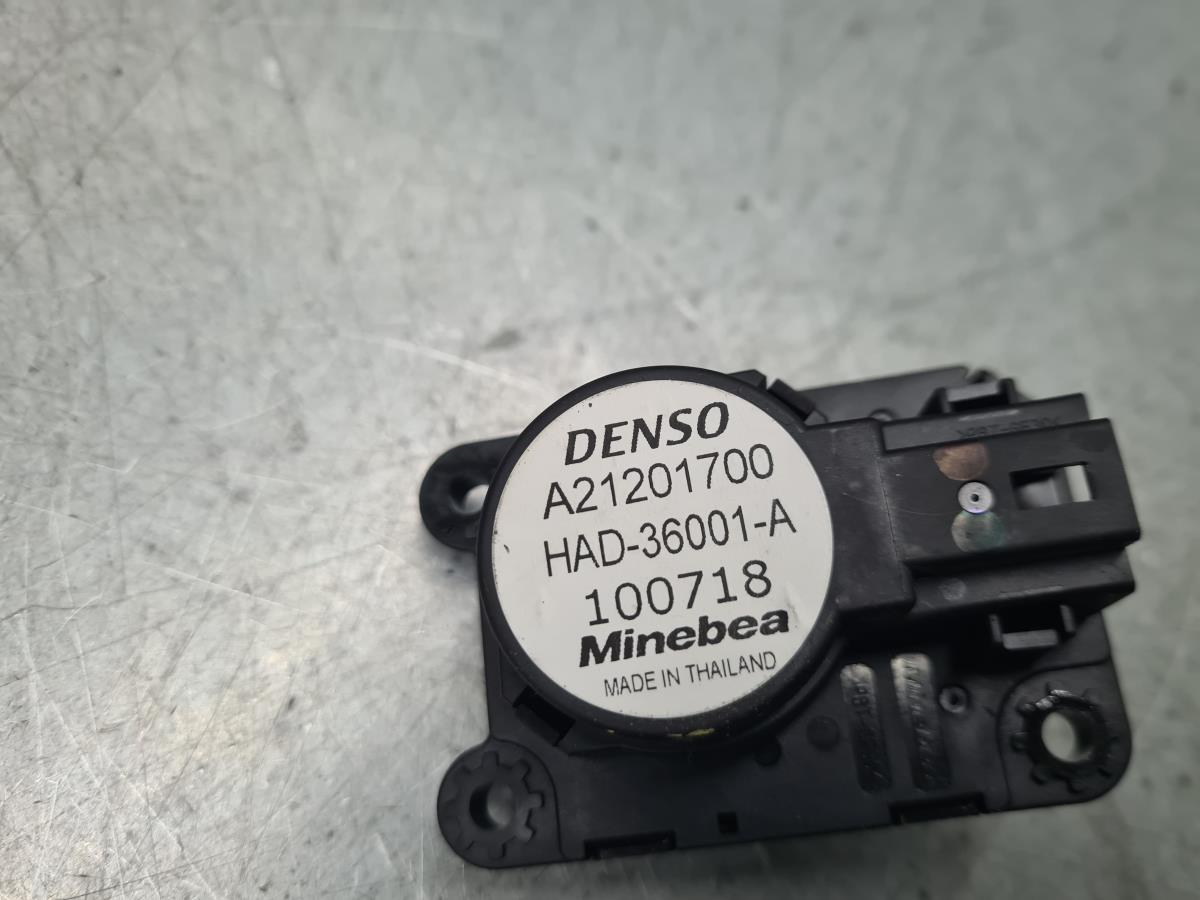 DENSO
A21201700
HAD-36001-A
100718
Minebea
MADE IN THAILAND